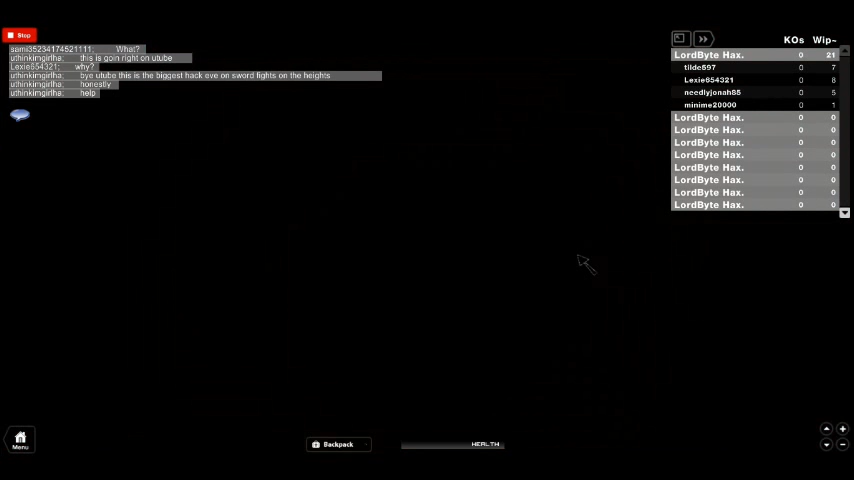 Stop
sami35234174521111; What?
uthinkimgirlha; this is goin right on utube
Lexie654321; why?
uthinkimgirlha; bye utube this is the biggest hack eve on sword fights on the heights
uthinkimgirlha; honestly
uthinkimgirlha; help
KOs Wip~
LordByte Hax. 0 21
tilde597 0 7
Lexie654321 0 8
needlyjonah85 0 5
minime20000 0 1
LordByte Hax. 0 0
LordByte Hax. 0 0
LordByte Hax. 0 0
LordByte Hax. 0 0
LordByte Hax. 0 0
LordByte Hax. 0 0
LordByte Hax. 0 0
LordByte Hax. 0 0
Menu
Backpack
HEALTH